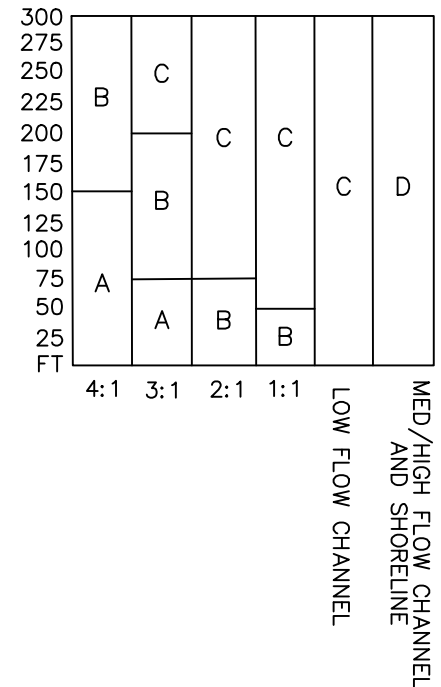 300
275
250
225
200
175
150
125
100
75
50
25
FT
B
A
C
B
A
C
B
C
B
C
D
4:1 3:1 2:1 1:1
LOW FLOW CHANNEL
MED/HIGH FLOW CHANNEL
AND SHORELINE